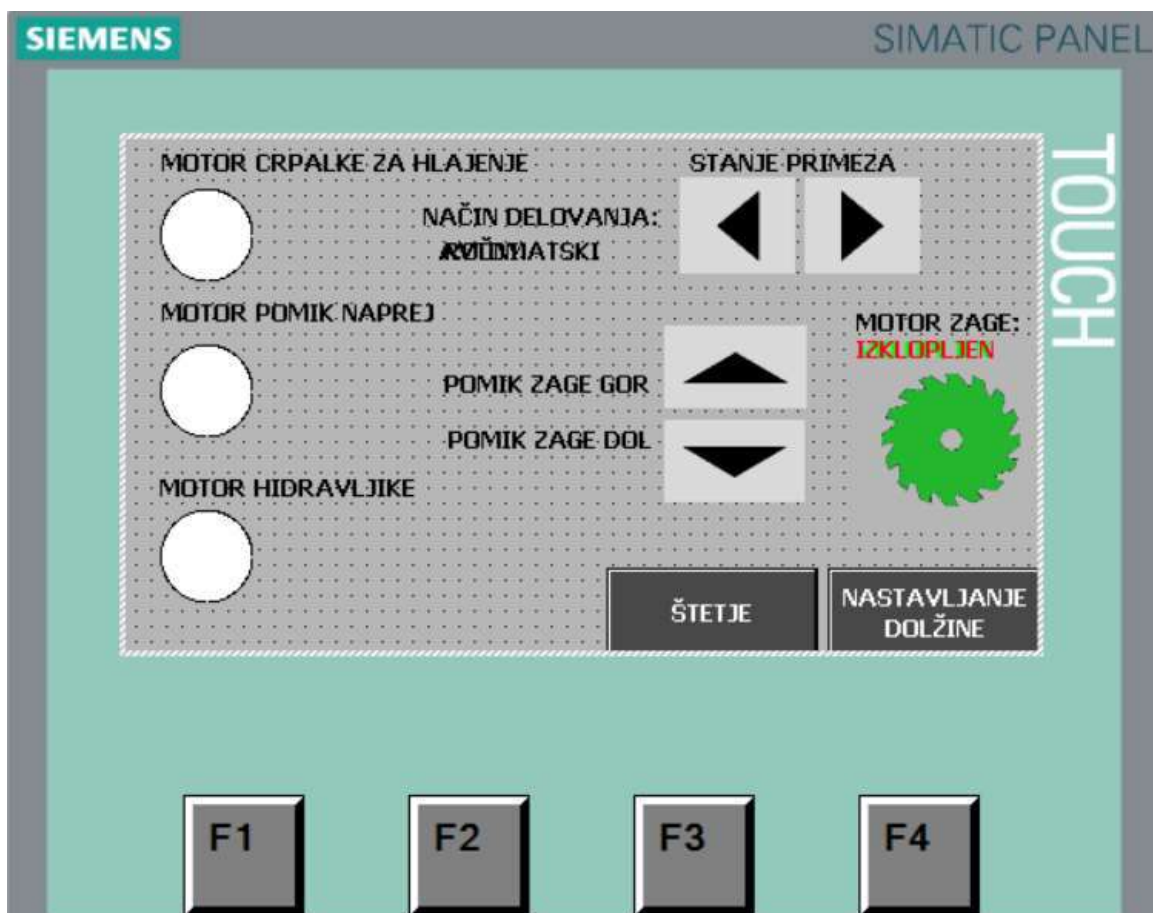 SIEMENS
SIMATIC PANEL
TOUCH
MOTOR CRPALKE ZA HLAJENJE
STANJE PRIMEZA
NAČIN DELOVANJA:
MOTOR POMIK NAPREJ
MOTOR ZAGE:
IZKLOPLJEN
POMIK ZAGE GOR
POMIK ZAGE DOL
MOTOR HIDRAVLJIKE
ŠTETJE
NASTAVLJANJE
DOLŽINE
F1
F2
F3
F4